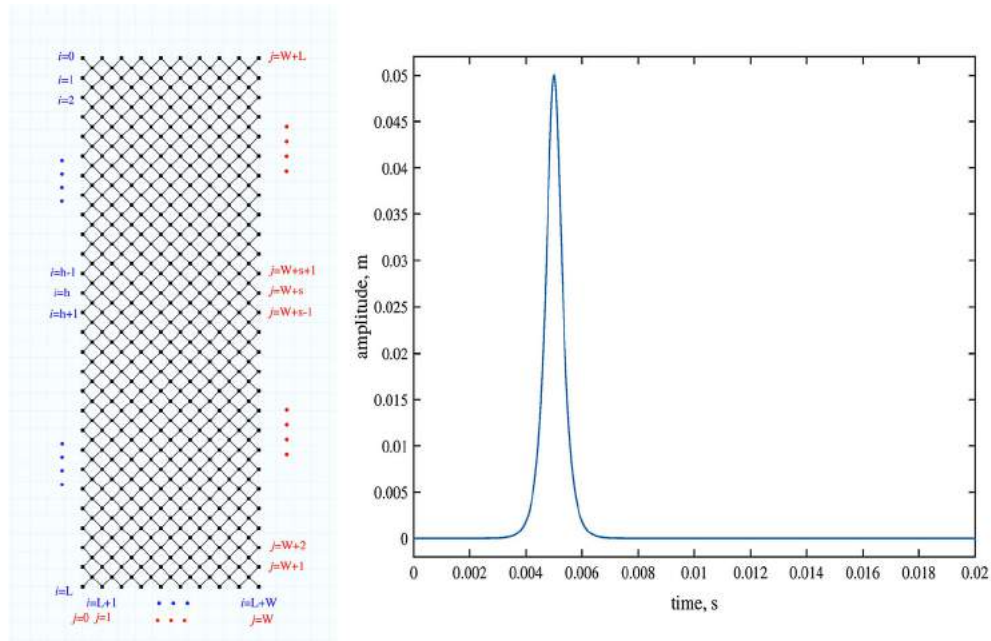 i=0
j=W+L
i=1
i=2
i=h-1
j=W+s+1
i=h
j=W+s
i=h+1
j=W+s-1
j=W+2
j=W+1
i=L
i=L+1
i=L+W
j=0 j=1
j=W
0.05
0.045
0.04
0.035
0.03
0.025
0.02
0.015
0.01
0.005
0
amplitude, m
0 0.002 0.004 0.006 0.008 0.01 0.012 0.014 0.016 0.018 0.02
time, s